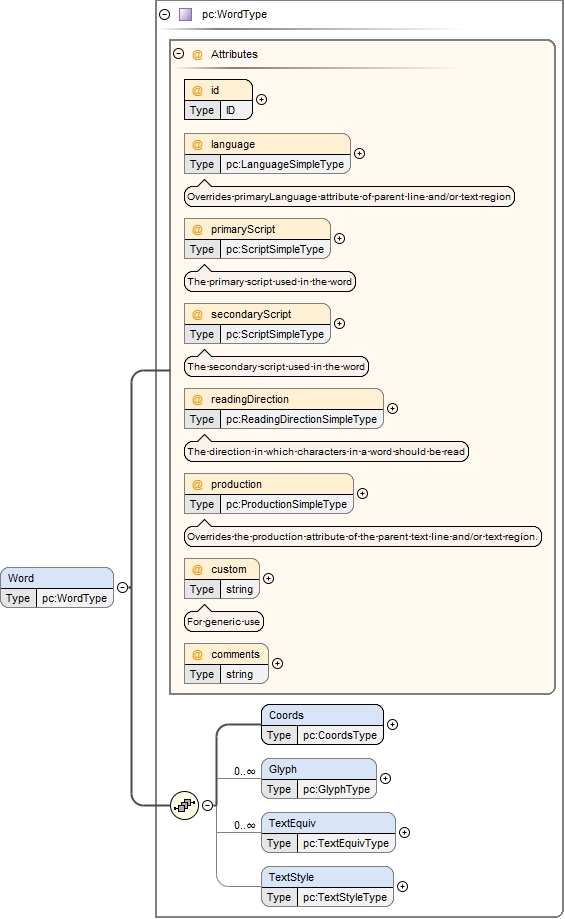 pc:WordType
@ Attributes
@ id
Type ID
@ language
Type pc:LanguageSimpleType
Overrides primaryLanguage attribute of parent line and/or text region
@ primaryScript
Type pc:ScriptSimpleType
The primary script used in the word
@ secondaryScript
Type pc:ScriptSimpleType
The secondary script used in the word
@ readingDirection
Type pc:ReadingDirectionSimpleType
The direction in which characters in a word should be read
@ production
Type pc:ProductionSimpleType
Overrides the production attribute of the parent text line and/or text region.
@ custom
Type string
For generic use
@ comments
Type string
Word
Type pc:WordType
Coords
Type pc:CoordsType
0..∞
Glyph
Type pc:GlyphType
0..∞
TextEquiv
Type pc:TextEquivType
TextStyle
Type pc:TextStyleType